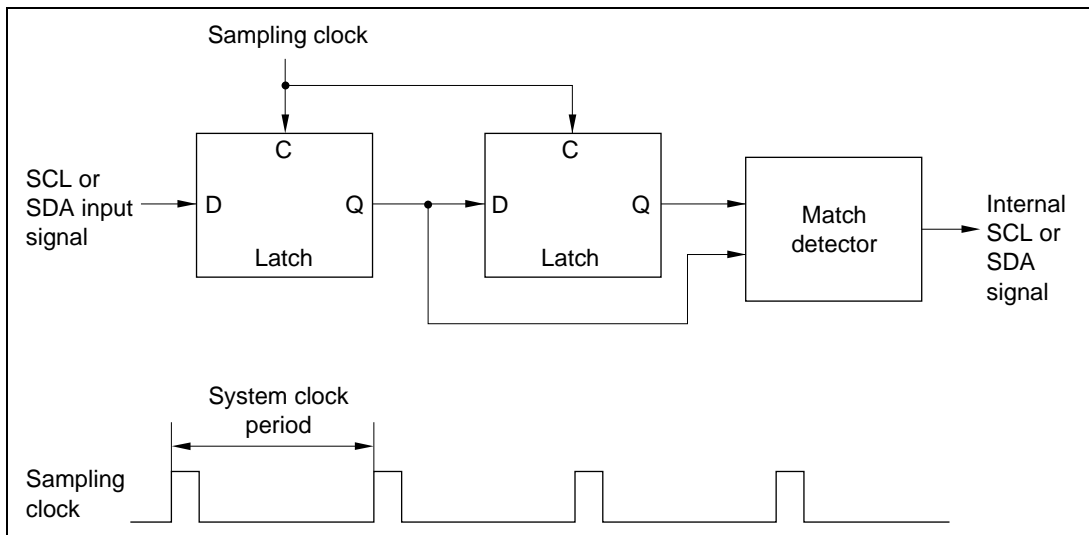 Sampling clock
C
C
SCL or
SDA input
signal
D
Q
D
Q
Latch
Latch
Match
detector
Internal
SCL or
SDA
signal
System clock
period
Sampling
clock